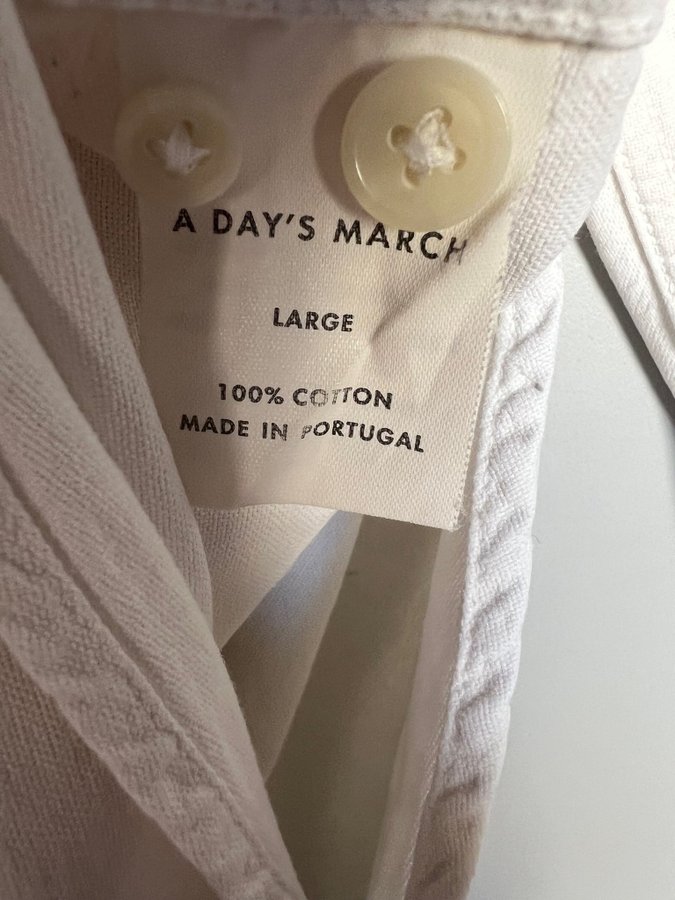 A DAY'S MARCH
LARGE
100% COTTON
MADE IN PORTUGAL